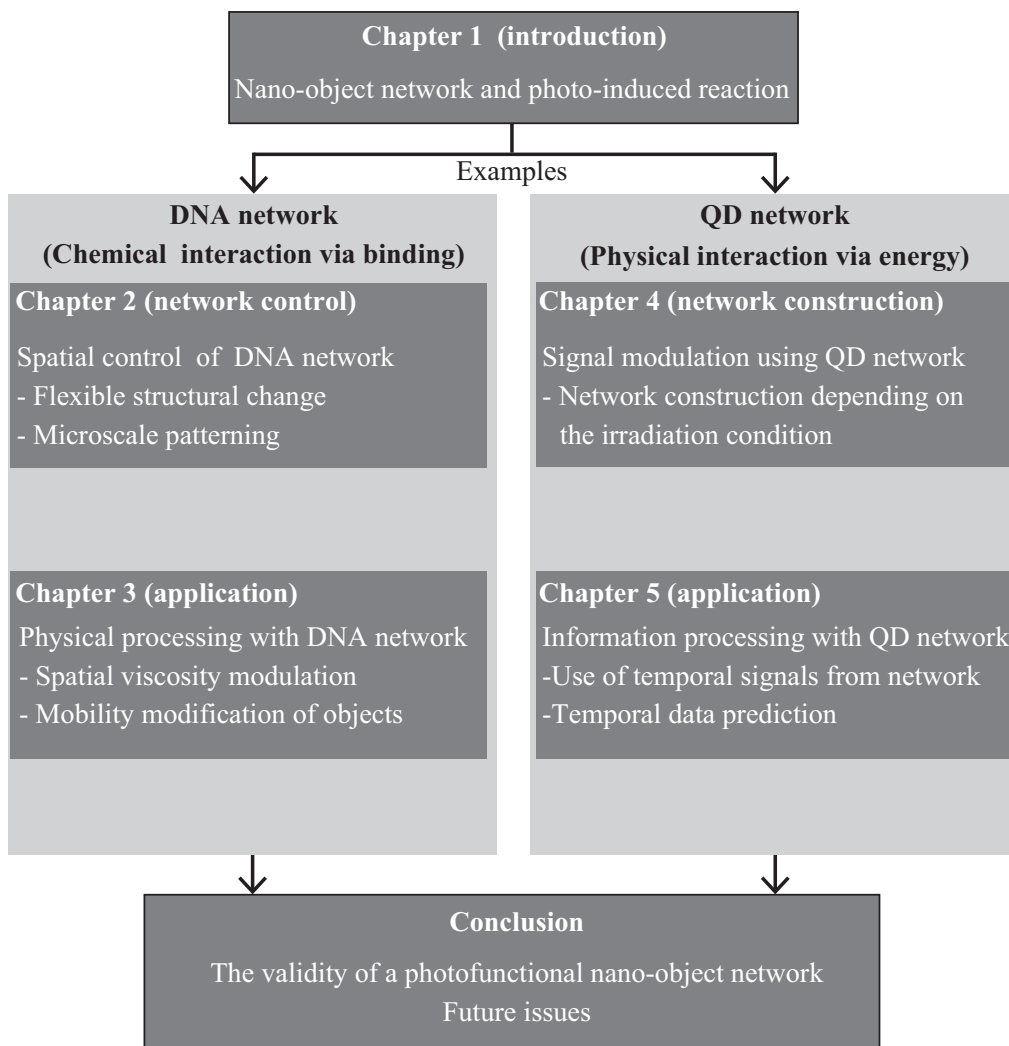 Chapter 1 (introduction)
Nano-object network and photo-induced reaction
Examples
DNA network
(Chemical interaction via binding)
Chapter 2 (network control)
Spatial control of DNA network
- Flexible structural change
- Microscale patterning
Chapter 3 (application)
Physical processing with DNA network
- Spatial viscosity modulation
- Mobility modification of objects
QD network
(Physical interaction via energy)
Chapter 4 (network construction)
Signal modulation using QD network
- Network construction depending on
the irradiation condition
Chapter 5 (application)
Information processing with QD network
-Use of temporal signals from network
-Temporal data prediction
Conclusion
The validity of a photofunctional nano-object network
Future issues